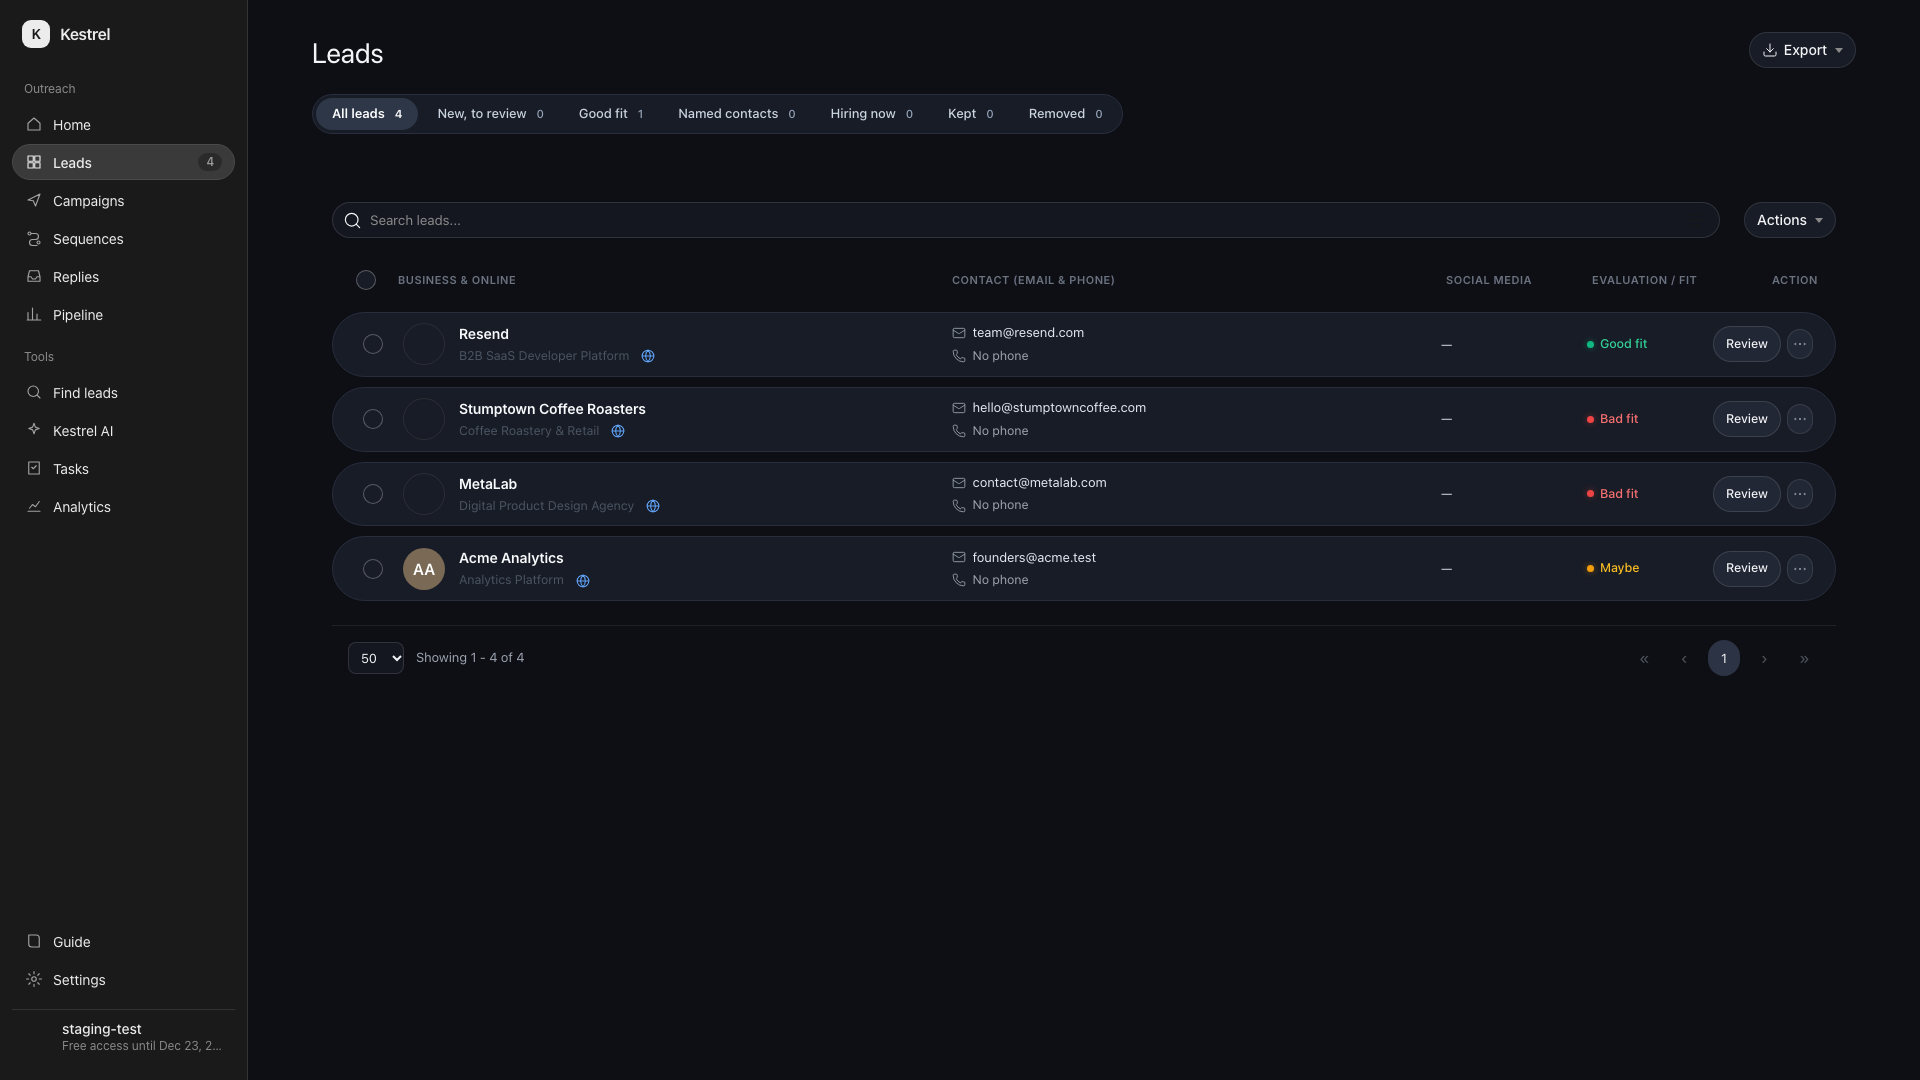 K Kestrel
Outreach
Home
Leads 4
Campaigns
Sequences
Replies
Pipeline
Tools
Find leads
Kestrel AI
Tasks
Analytics
Guide
Settings
staging-test
Free access until Dec 23, 2...
Leads
Export
All leads 4 New, to review 0 Good fit 1 Named contacts 0 Hiring now 0 Kept 0 Removed 0
Search leads...
Actions
BUSINESS & ONLINE CONTACT (EMAIL & PHONE) SOCIAL MEDIA EVALUATION / FIT ACTION
Resend
B2B SaaS Developer Platform
team@resend.com
No phone
—
Good fit
Review
Stumptown Coffee Roasters
Coffee Roastery & Retail
hello@stumptowncoffee.com
No phone
—
Bad fit
Review
MetaLab
Digital Product Design Agency
contact@metalab.com
No phone
—
Bad fit
Review
AA
Acme Analytics
Analytics Platform
founders@acme.test
No phone
—
Maybe
Review
50 Showing 1 - 4 of 4
« ‹ 1 › »